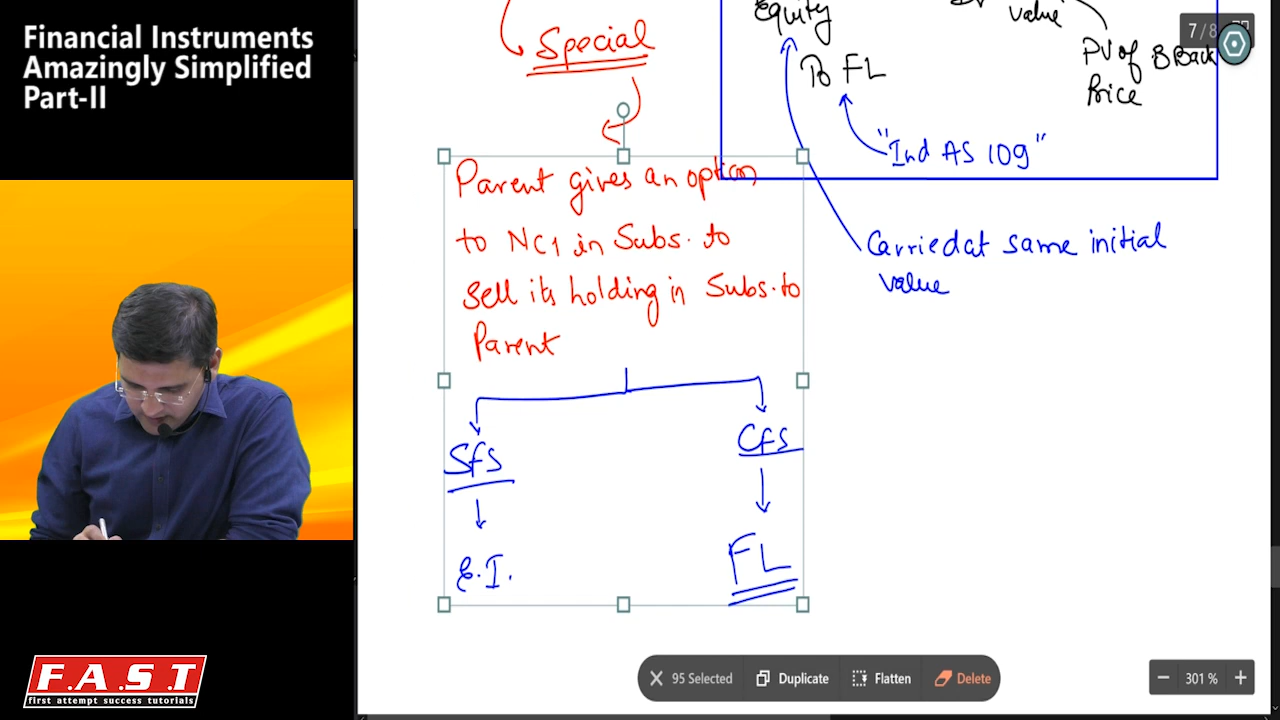 Financial Instruments
Amazingly Simplified
Part-II
F.A.S.T
first attempt success tutorials
Special
Parent gives an option
to NCI in Subs. to
Sell its holding in Subs. to
Parent
SFS
CFS
E.I.
FL
Equity
To FL
value
PV of B Back
Price
"Ind AS 109"
Carried at same initial
value
7/8
95 Selected
Duplicate
Flatten
Delete
301 %